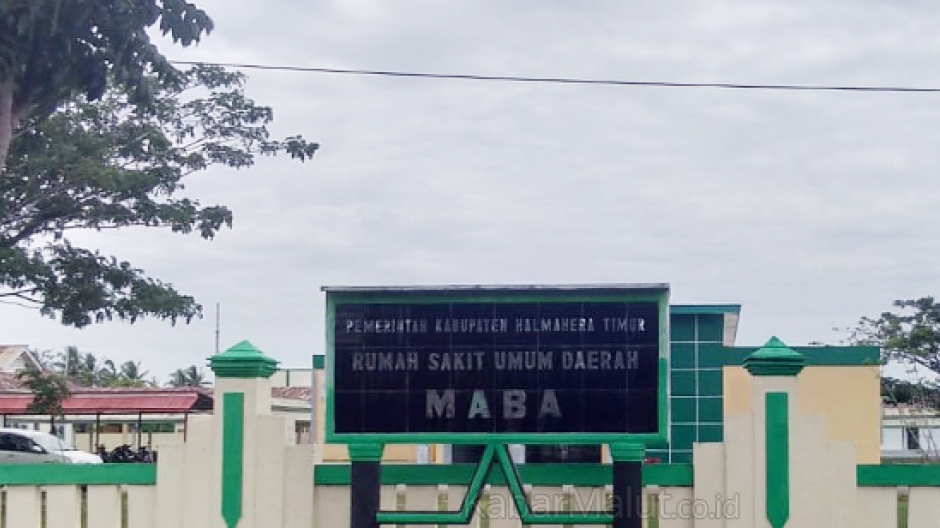 PEMERINTAH KABUPATEN HALMAHERA TIMUR
RUMAH SAKIT UMUM DAERAH
MABA
KabarMalut.co.id